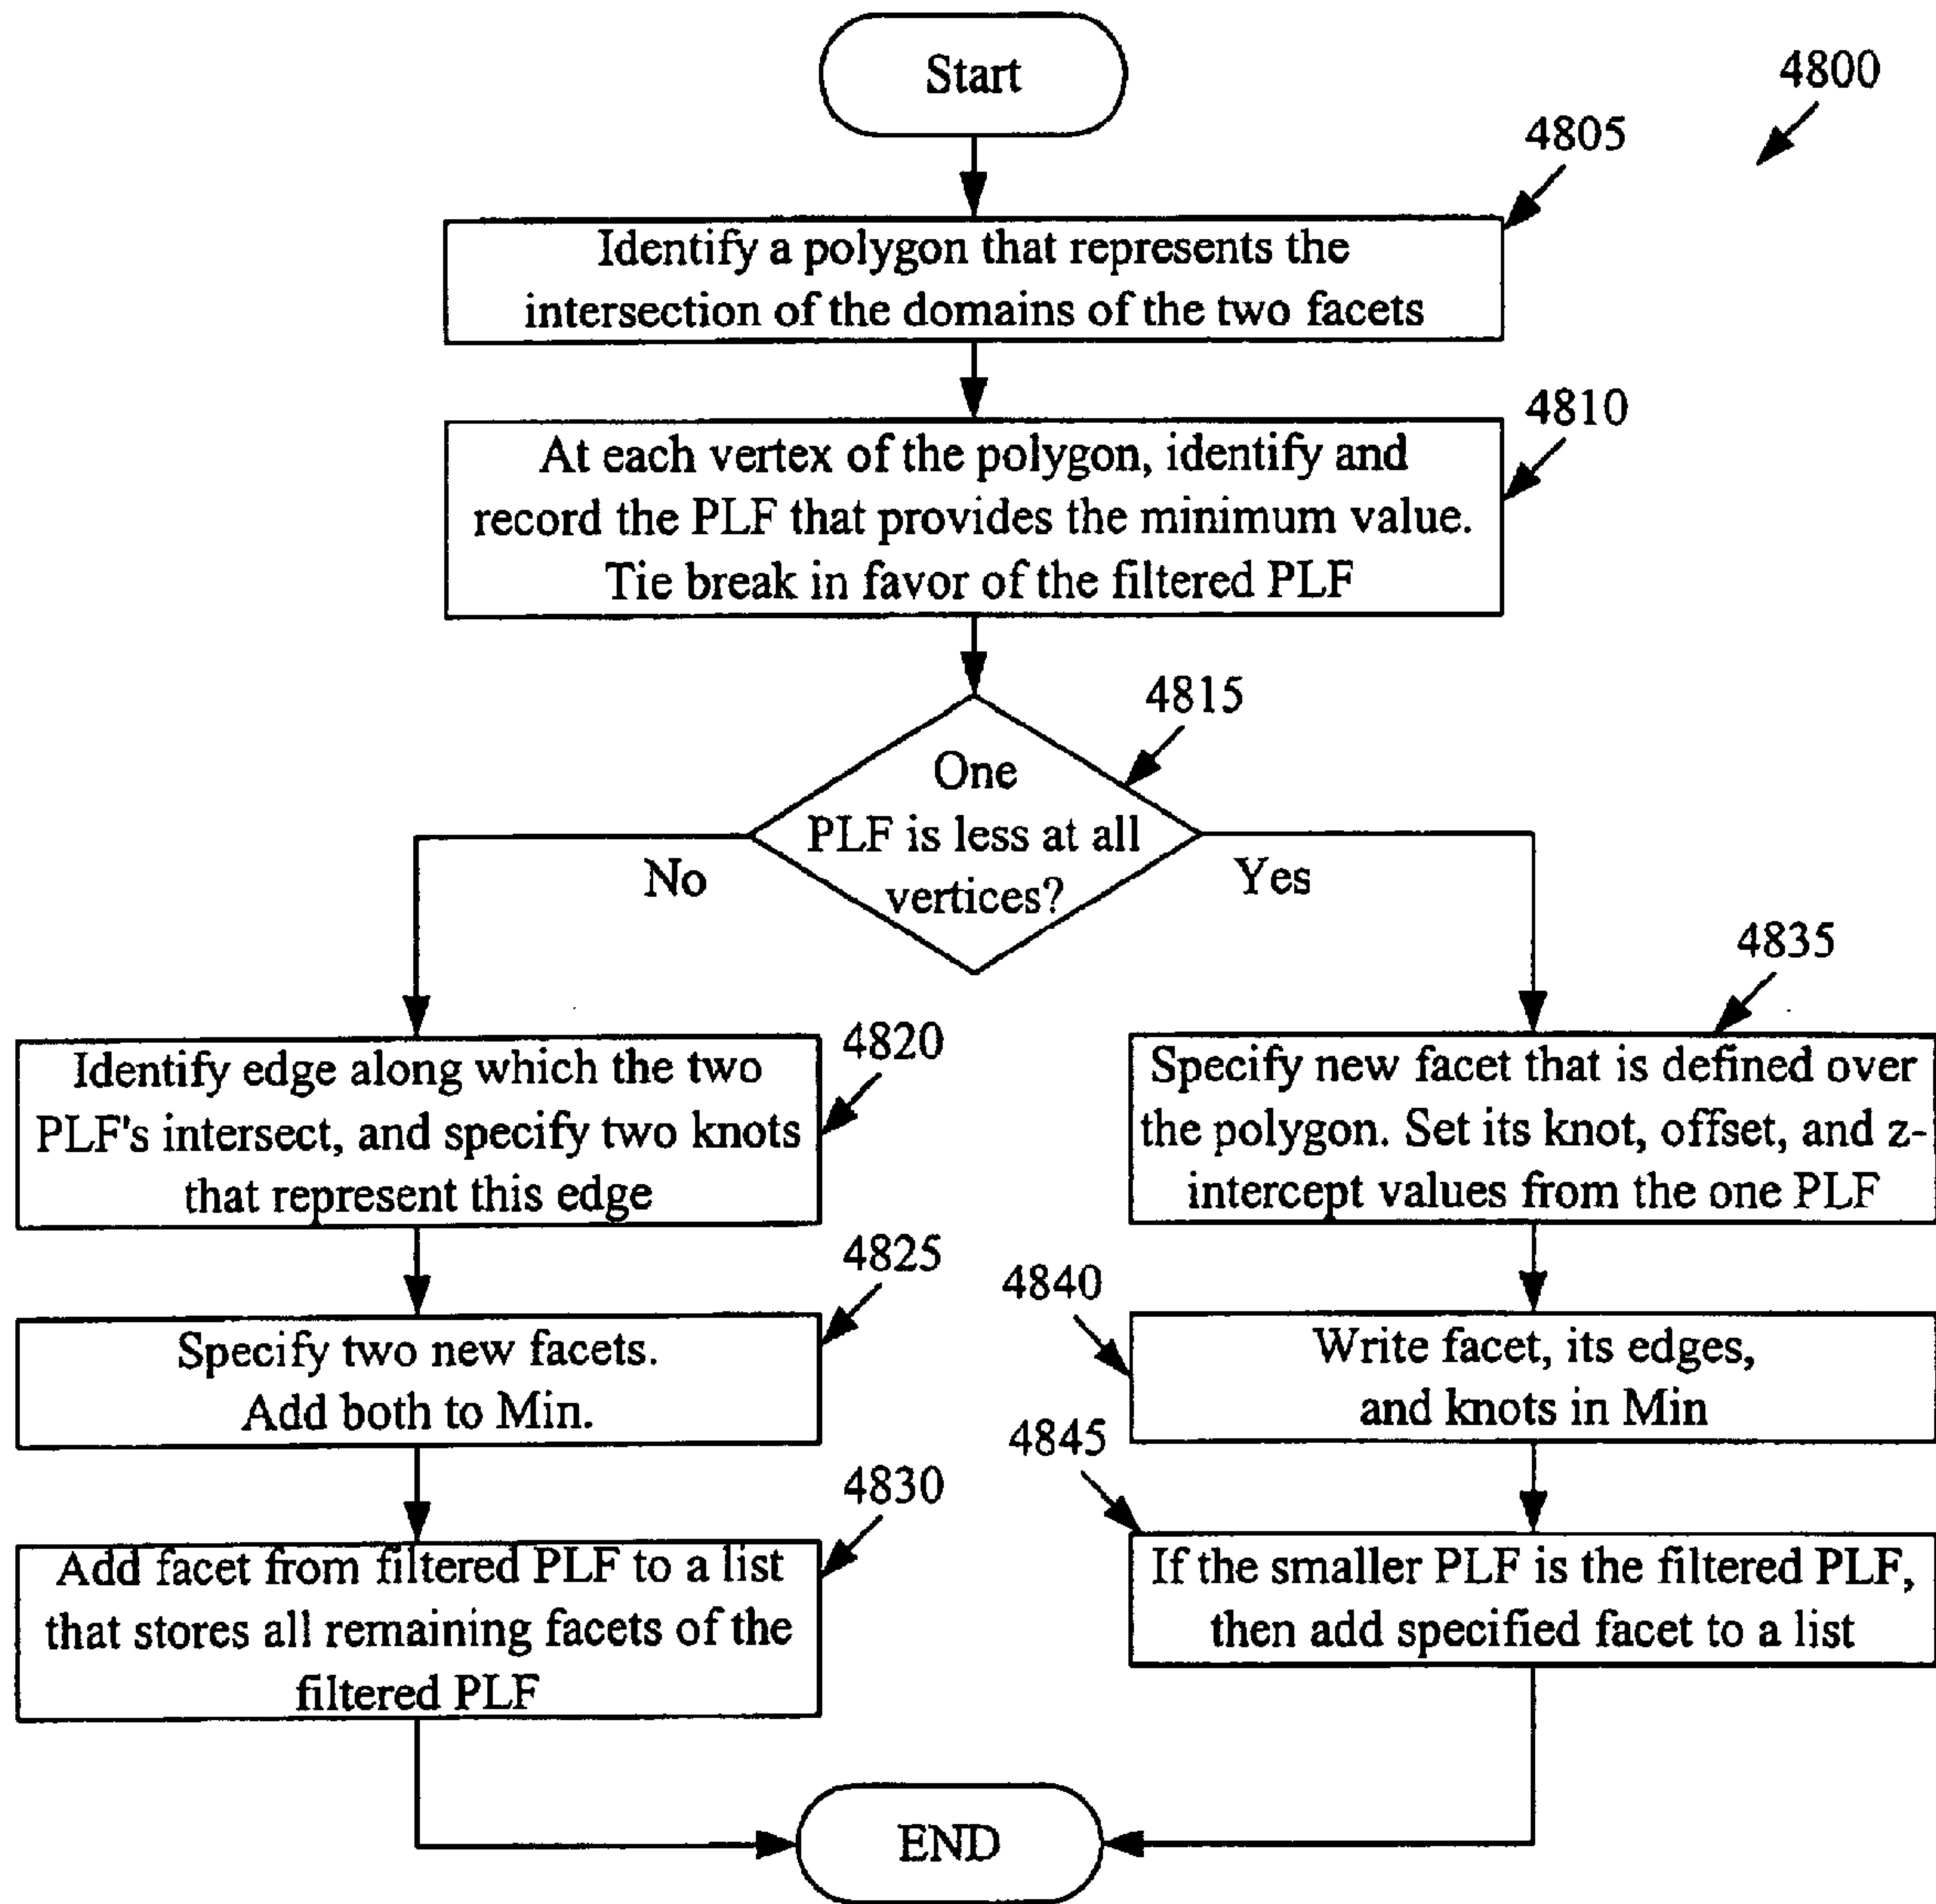 Start
4800
4805
Identify a polygon that represents the
intersection of the domains of the two facets
4810
At each vertex of the polygon, identify and
record the PLF that provides the minimum value.
Tie break in favor of the filtered PLF
4815
One
PLF is less at all
vertices?
No
Yes
4820
Identify edge along which the two
PLF's intersect, and specify two knots
that represent this edge
4825
Specify two new facets.
Add both to Min.
4830
Add facet from filtered PLF to a list
that stores all remaining facets of the
filtered PLF
4835
Specify new facet that is defined over
the polygon. Set its knot, offset, and z-
intercept values from the one PLF
4840
Write facet, its edges,
and knots in Min
4845
If the smaller PLF is the filtered PLF,
then add specified facet to a list
END